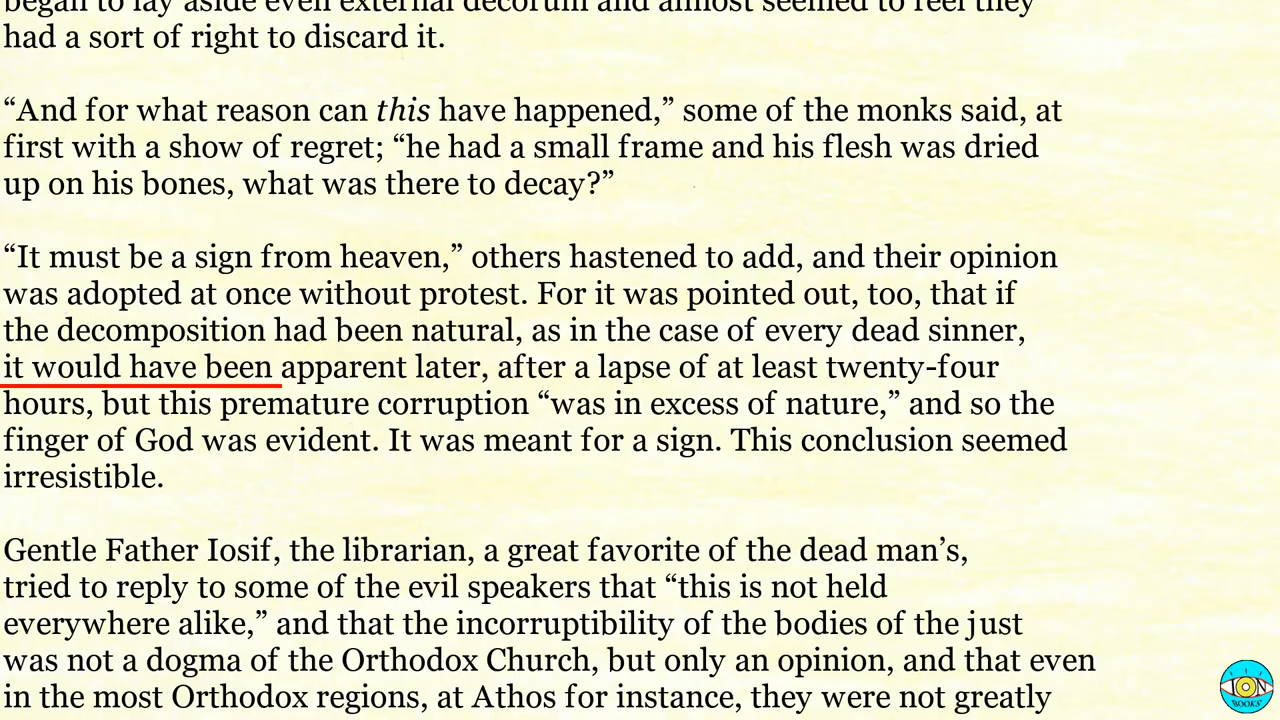 began to lay aside even external decorum and almost seemed to feel they
had a sort of right to discard it.
“And for what reason can this have happened,” some of the monks said, at
first with a show of regret; “he had a small frame and his flesh was dried
up on his bones, what was there to decay?”
“It must be a sign from heaven,” others hastened to add, and their opinion
was adopted at once without protest. For it was pointed out, too, that if
the decomposition had been natural, as in the case of every dead sinner,
it would have been apparent later, after a lapse of at least twenty-four
hours, but this premature corruption “was in excess of nature,” and so the
finger of God was evident. It was meant for a sign. This conclusion seemed
irresistible.
Gentle Father Iosif, the librarian, a great favorite of the dead man’s,
tried to reply to some of the evil speakers that “this is not held
everywhere alike,” and that the incorruptibility of the bodies of the just
was not a dogma of the Orthodox Church, but only an opinion, and that even
in the most Orthodox regions, at Athos for instance, they were not greatly
ION
BOOKS